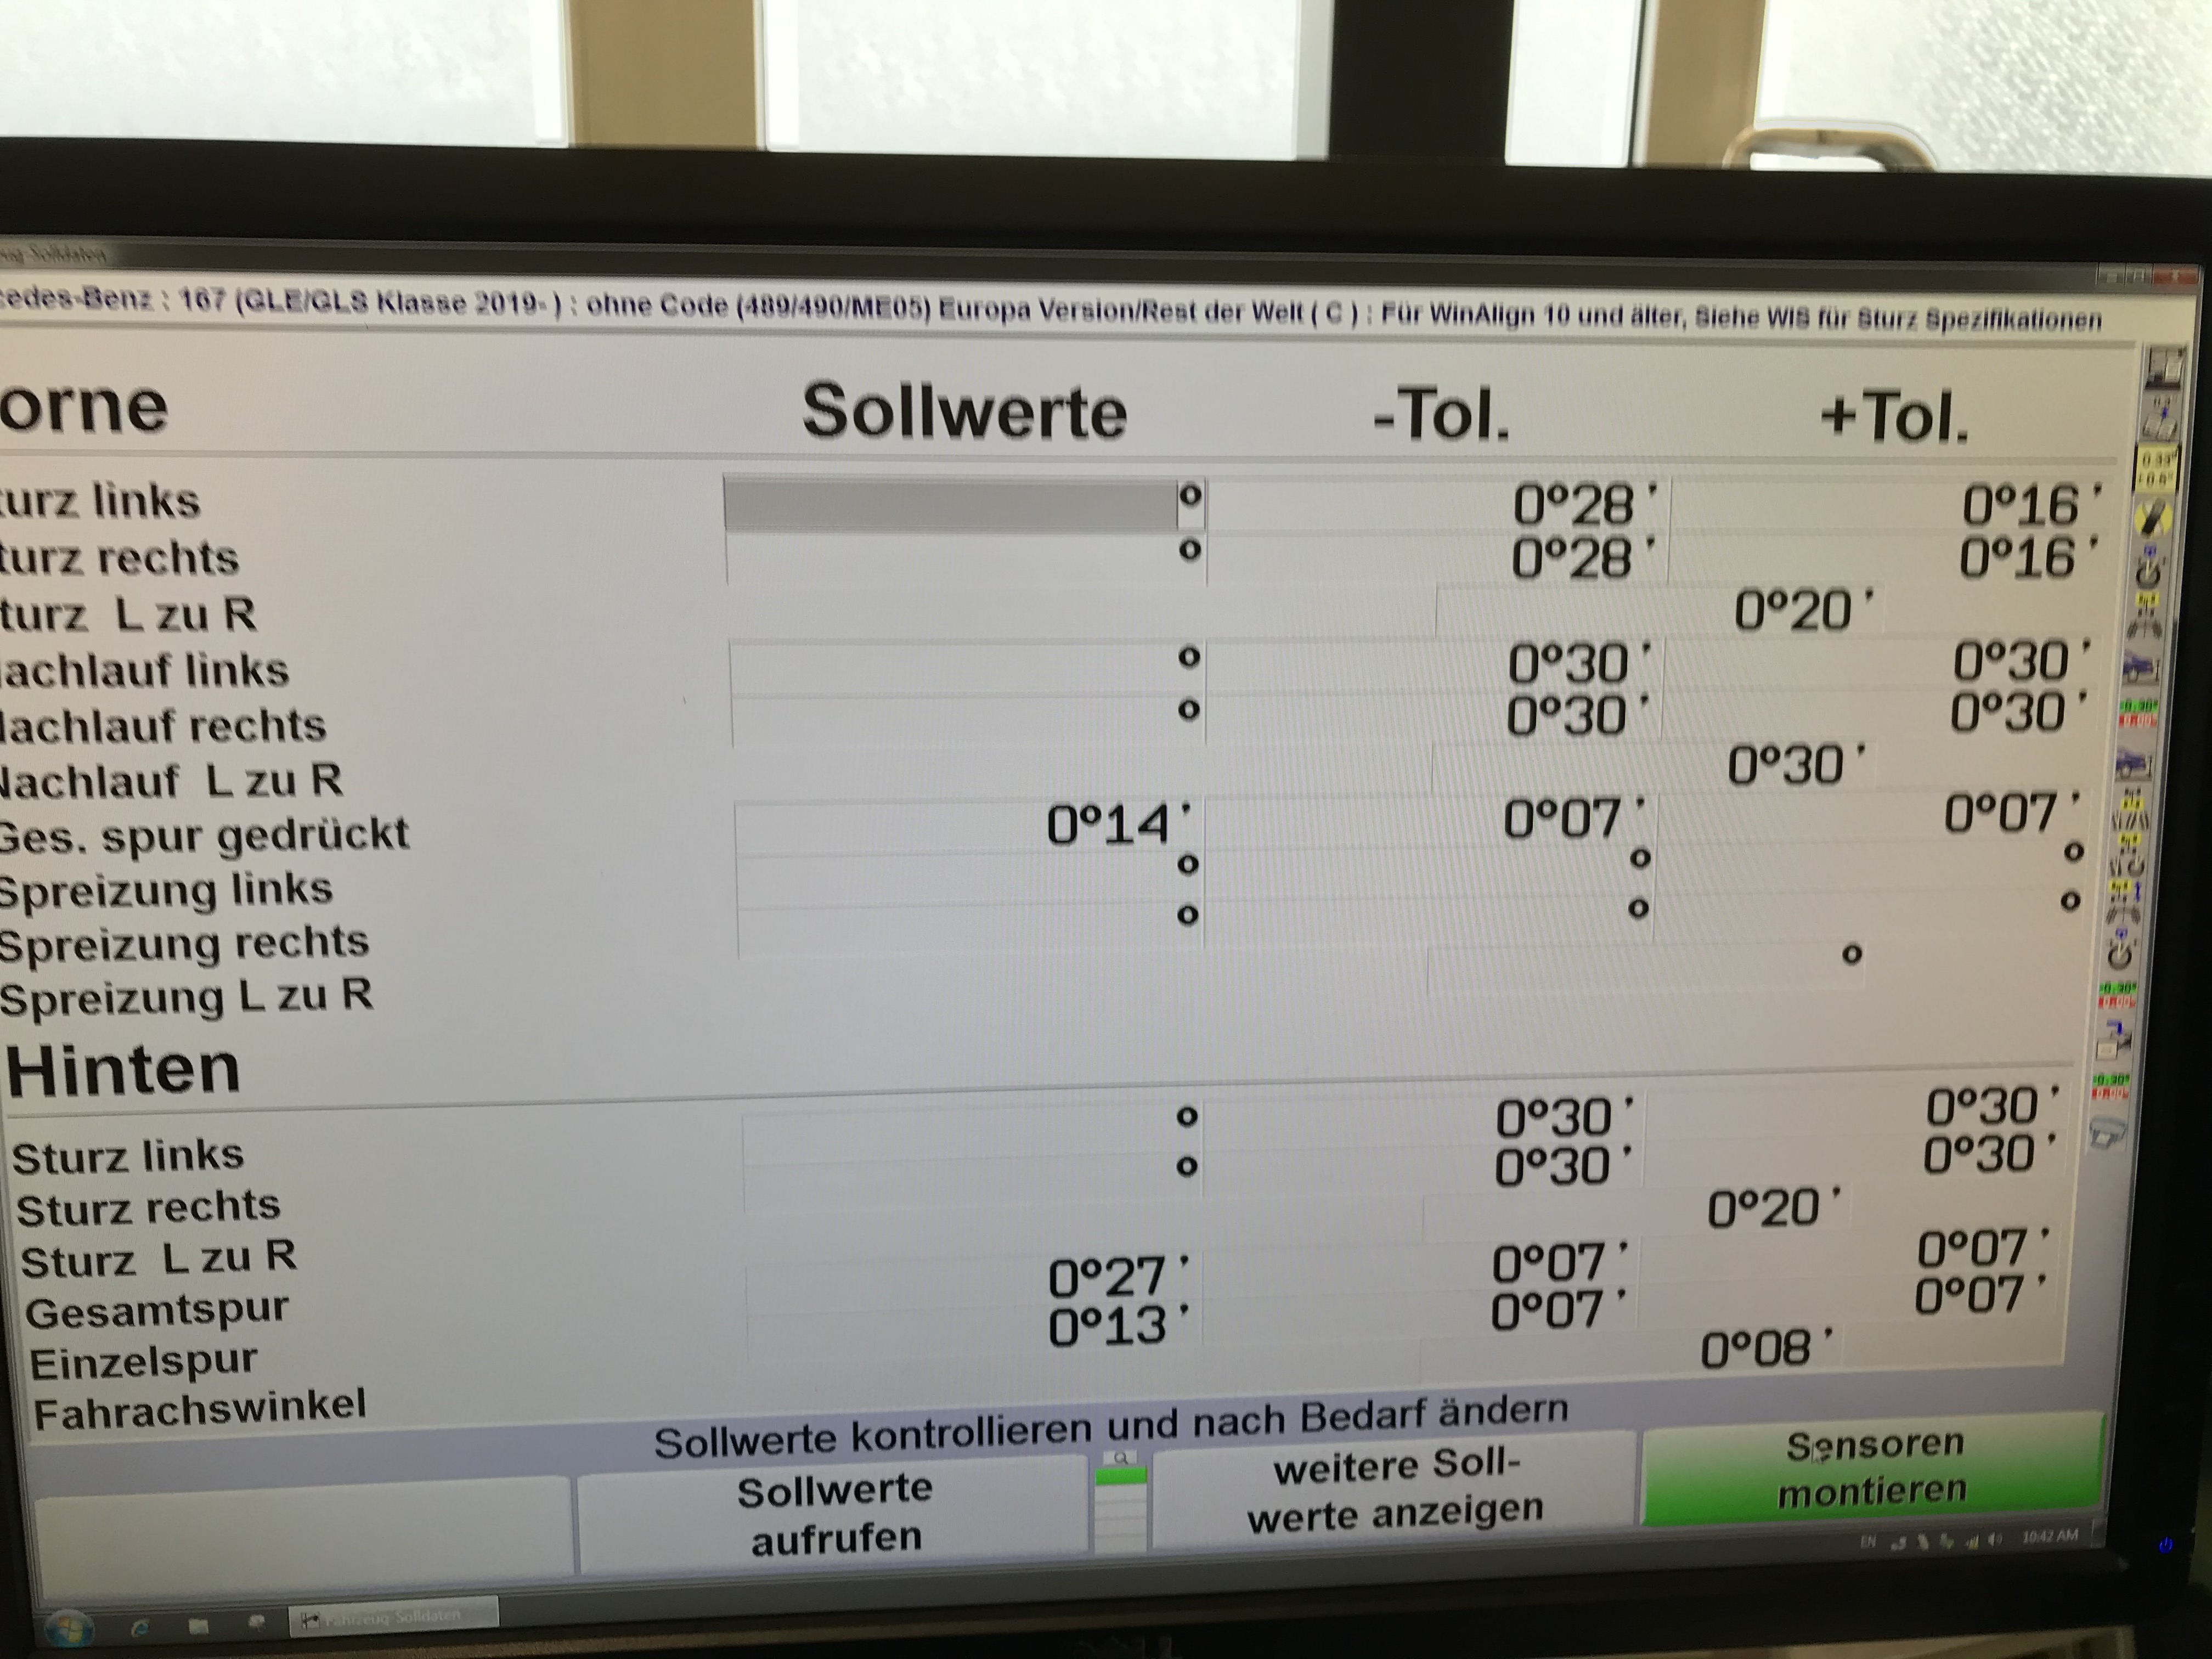 Solldaten
edes-Benz : 167 (GLE/GLS Klasse 2019- ) : ohne Code (489/490/ME05) Europa Version/Rest der Welt ( C ) : Für WinAlign 10 und älter, Siehe WIS für Sturz Spezifikationen
orne Sollwerte -Tol. +Tol.
urz links ° 0°28 ' 0°16 '
turz rechts ° 0°28 ' 0°16 '
turz L zu R 0°20 '
achlauf links ° 0°30 ' 0°30 '
lachlauf rechts ° 0°30 ' 0°30 '
Nachlauf L zu R 0°30 '
Ges. spur gedrückt 0°14 ' 0°07 ' 0°07 '
Spreizung links ° ° °
Spreizung rechts ° ° °
Spreizung L zu R °
Hinten
Sturz links ° 0°30 ' 0°30 '
Sturz rechts ° 0°30 ' 0°30 '
Sturz L zu R 0°20 '
Gesamtspur 0°27 ' 0°07 ' 0°07 '
Einzelspur 0°13 ' 0°07 ' 0°07 '
Fahrachswinkel 0°08 '
Sollwerte kontrollieren und nach Bedarf ändern
Sollwerte
aufrufen
weitere Soll-
werte anzeigen
Sensoren
montieren
EN 10:42 AM
Fahrzeug-Solldaten